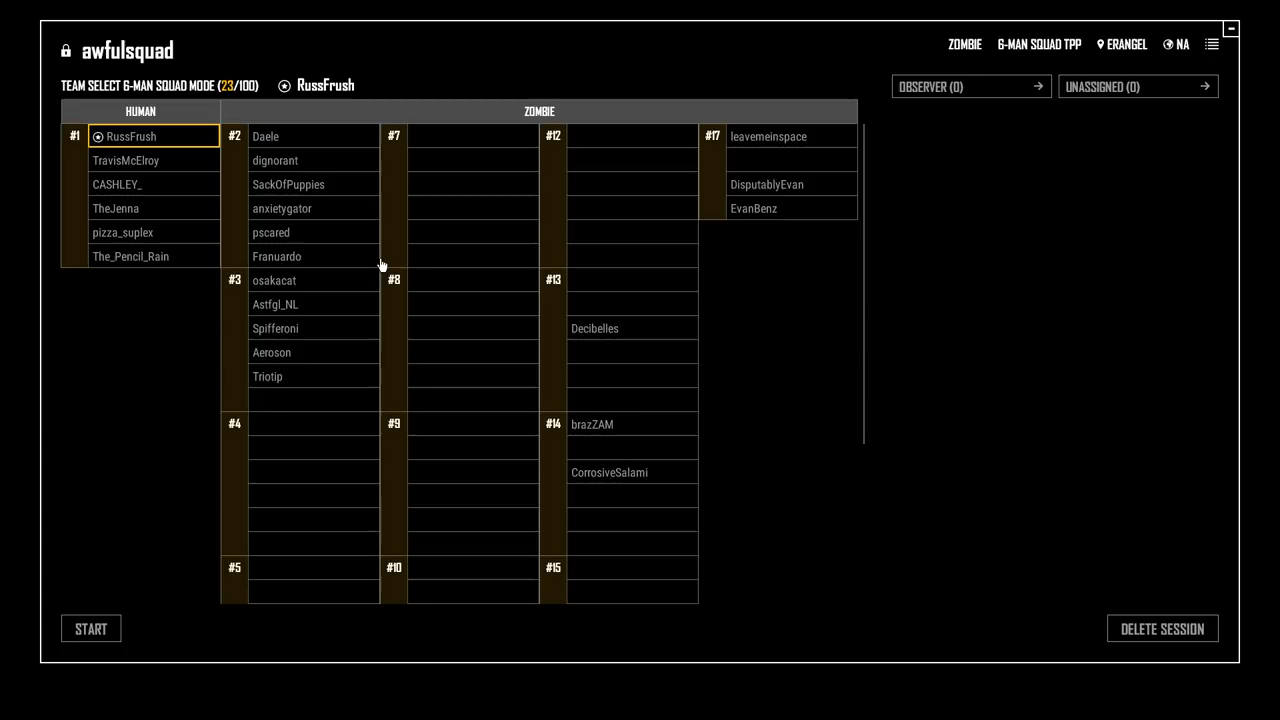 awfulsquad
ZOMBIE 6-MAN SQUAD TPP ERANGEL NA
TEAM SELECT 6-MAN SQUAD MODE (23/100) RussFrush
OBSERVER (0) UNASSIGNED (0)
HUMAN ZOMBIE
#1 RussFrush
TravisMcElroy
CASHLEY_
TheJenna
pizza_suplex
The_Pencil_Rain
#2 Daele
dignorant
SackOfPuppies
anxietygator
pscared
Franuardo
#3 osakacat
Astfgl_NL
Spifferoni
Aeroson
Triotip
#4
#5
#7
#8
#9
#10
#12
#13
Decibelles
#14 brazZAM
CorrosiveSalami
#15
#17 leavemeinspace
DisputablyEvan
EvanBenz
START
DELETE SESSION